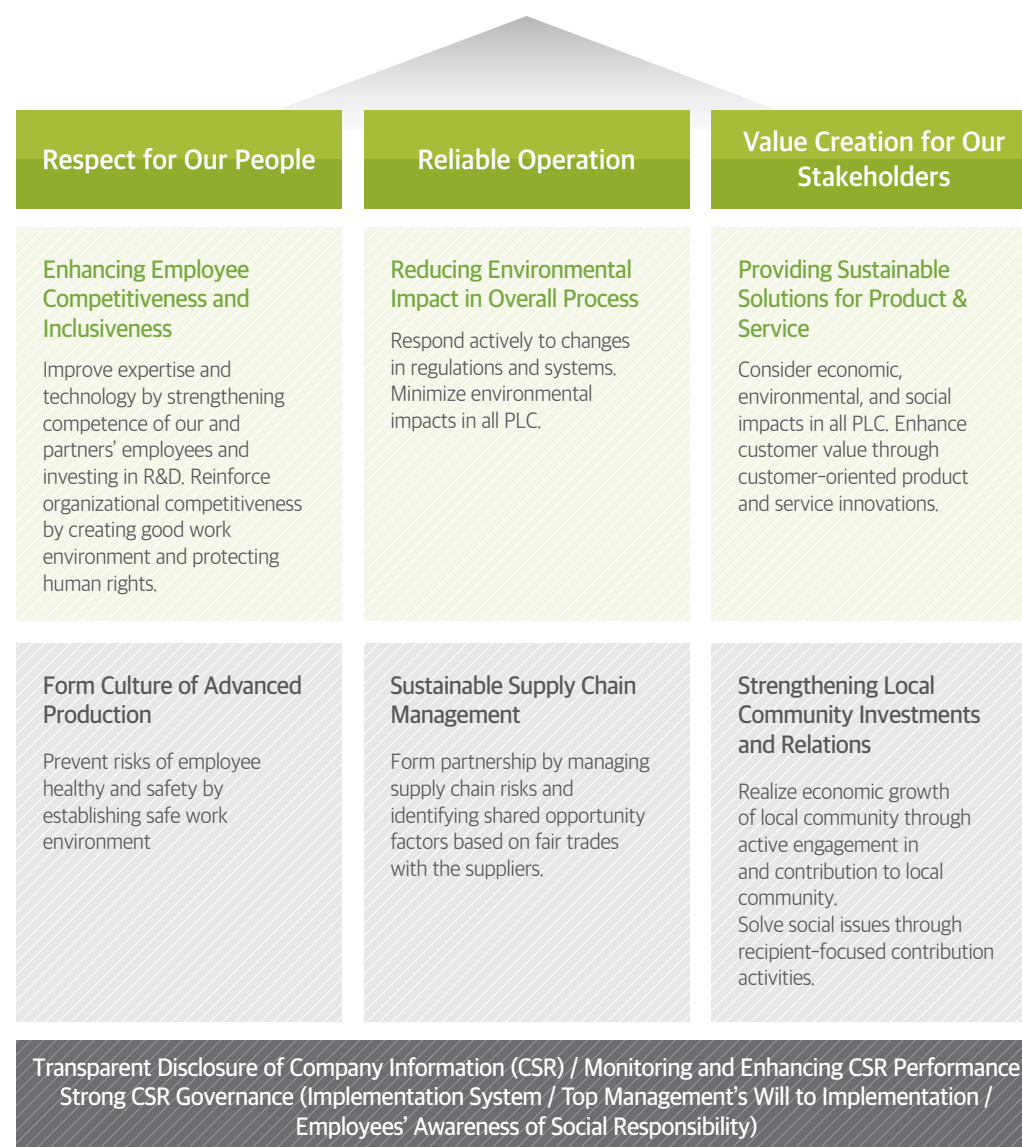 Respect for Our People
Reliable Operation
Value Creation for Our
Stakeholders
Enhancing Employee
Competitiveness and
Inclusiveness
Improve expertise and
technology by strengthening
competence of our and
partners’ employees and
investing in R&D. Reinforce
organizational competitiveness
by creating good work
environment and protecting
human rights.
Reducing Environmental
Impact in Overall Process
Respond actively to changes
in regulations and systems.
Minimize environmental
impacts in all PLC.
Providing Sustainable
Solutions for Product &
Service
Consider economic,
environmental, and social
impacts in all PLC. Enhance
customer value through
customer-oriented product
and service innovations.
Form Culture of Advanced
Production
Prevent risks of employee
healthy and safety by
establishing safe work
environment
Sustainable Supply Chain
Management
Form partnership by managing
supply chain risks and
identifying shared opportunity
factors based on fair trades
with the suppliers.
Strengthening Local
Community Investments
and Relations
Realize economic growth
of local community through
active engagement in
and contribution to local
community.
Solve social issues through
recipient-focused contribution
activities.
Transparent Disclosure of Company Information (CSR) / Monitoring and Enhancing CSR Performance
Strong CSR Governance (Implementation System / Top Management’s Will to Implementation /
Employees’ Awareness of Social Responsibility)